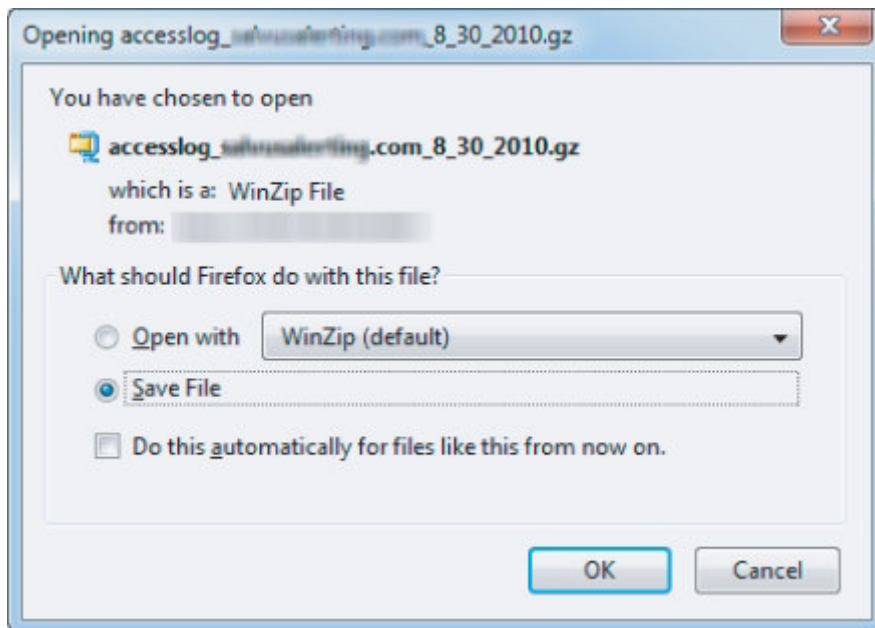 Opening accesslog_ _8_30_2010.gz
You have chosen to open
accesslog_ .com_8_30_2010.gz
which is a: WinZip File
from:
What should Firefox do with this file?
Open with WinZip (default)
Save File
Do this automatically for files like this from now on.
OK Cancel